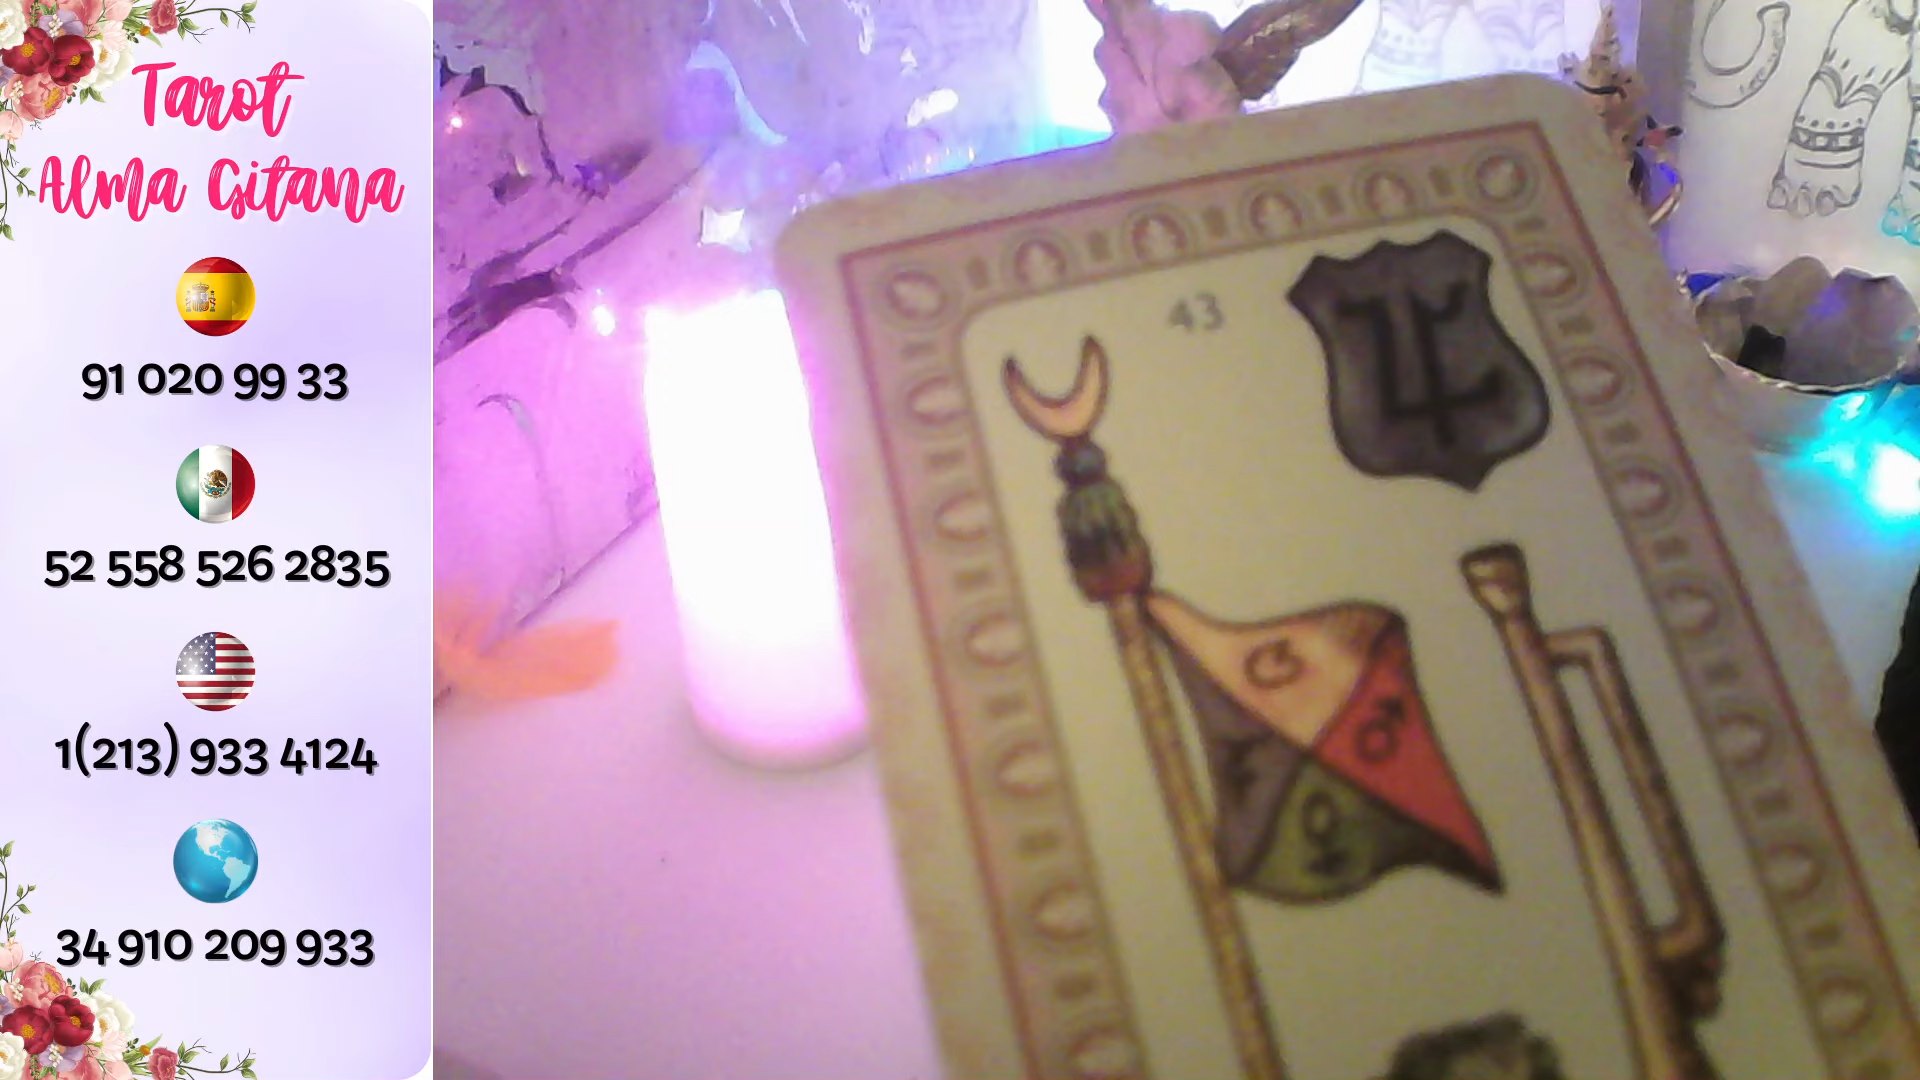 Tarot
Alma Gitana
91 020 99 33
52 558 526 2835
1(213) 933 4124
34 910 209 933
43